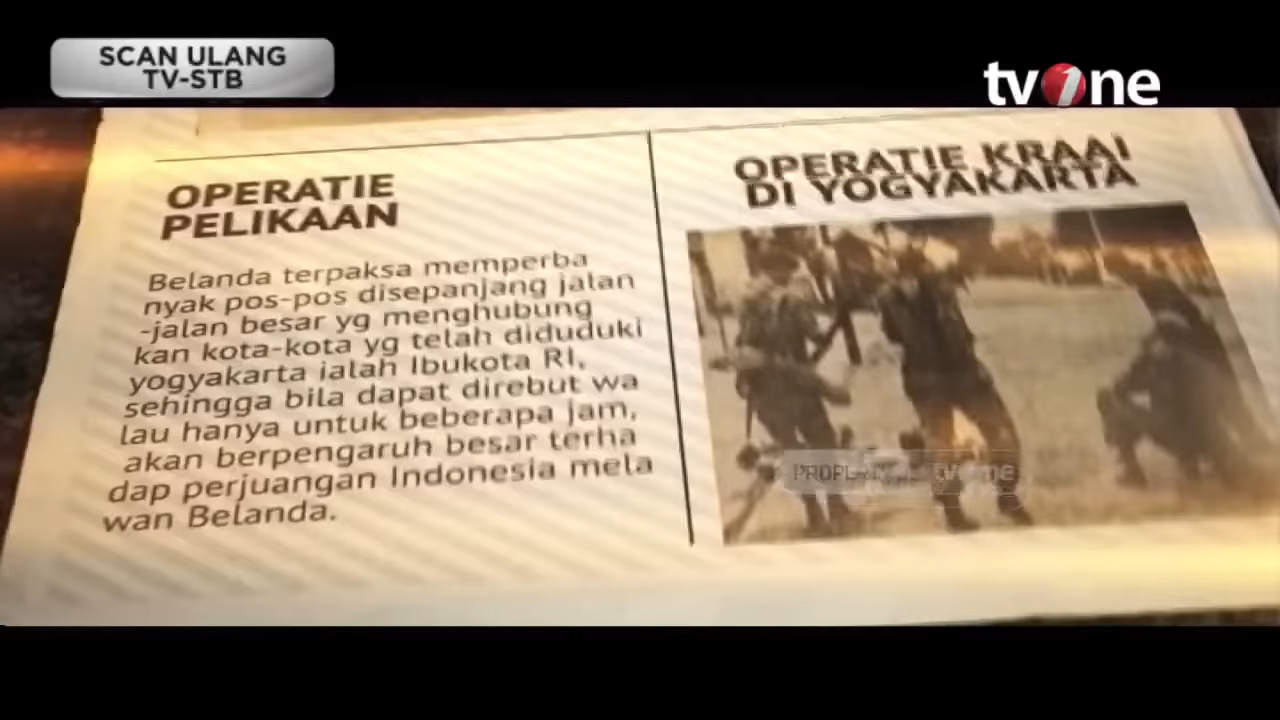 SCAN ULANG
TV-STB
tvOne
OPERATIE
PELIKAAN
Belanda terpaksa memperba
nyak pos-pos disepanjang jalan
-jalan besar yg menghubung
kan kota-kota yg telah diduduki
yogyakarta ialah Ibukota RI,
sehingga bila dapat direbut wa
lau hanya untuk beberapa jam,
akan berpengaruh besar terha
dap perjuangan Indonesia mela
wan Belanda.
OPERATIE KRAAI
DI YOGYAKARTA
tvOne